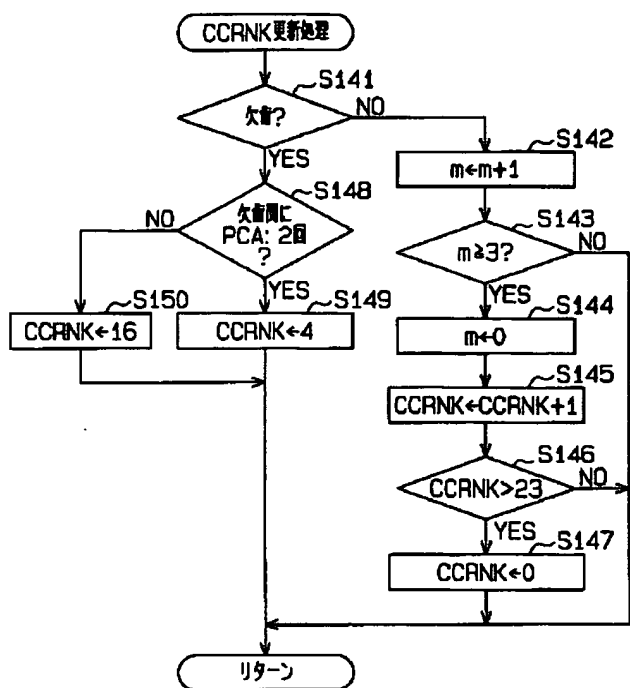 CCRNK更新処理
S141
欠歯?
NO
YES
S142
m←m+1
S148
欠歯間に
PCA: 2回
?
NO
YES
S143
m≧3?
NO
YES
S150
CCRNK←16
S149
CCRNK←4
S144
m←0
S145
CCRNK←CCRNK+1
S146
CCRNK>23
NO
YES
S147
CCRNK←0
リターン